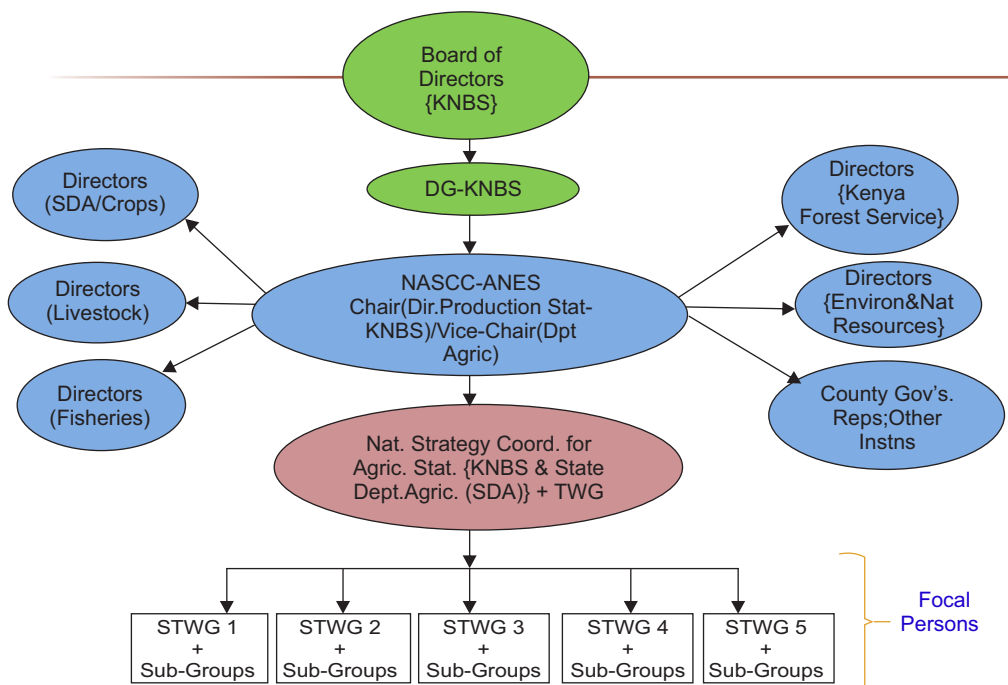 Board of
Directors
{KNBS}
DG-KNBS
Directors
(SDA/Crops)
Directors
{Kenya
Forest Service}
Directors
(Livestock)
NASCC-ANES
Chair(Dir.Production Stat-
KNBS)/Vice-Chair(Dpt
Agric)
Directors
{Environ&Nat
Resources}
Directors
(Fisheries)
County Gov's.
Reps;Other
Instns
Nat. Strategy Coord. for
Agric. Stat. {KNBS & State
Dept.Agric. (SDA)} + TWG
STWG 1
+
Sub-Groups
STWG 2
+
Sub-Groups
STWG 3
+
Sub-Groups
STWG 4
+
Sub-Groups
STWG 5
+
Sub-Groups
Focal
Persons